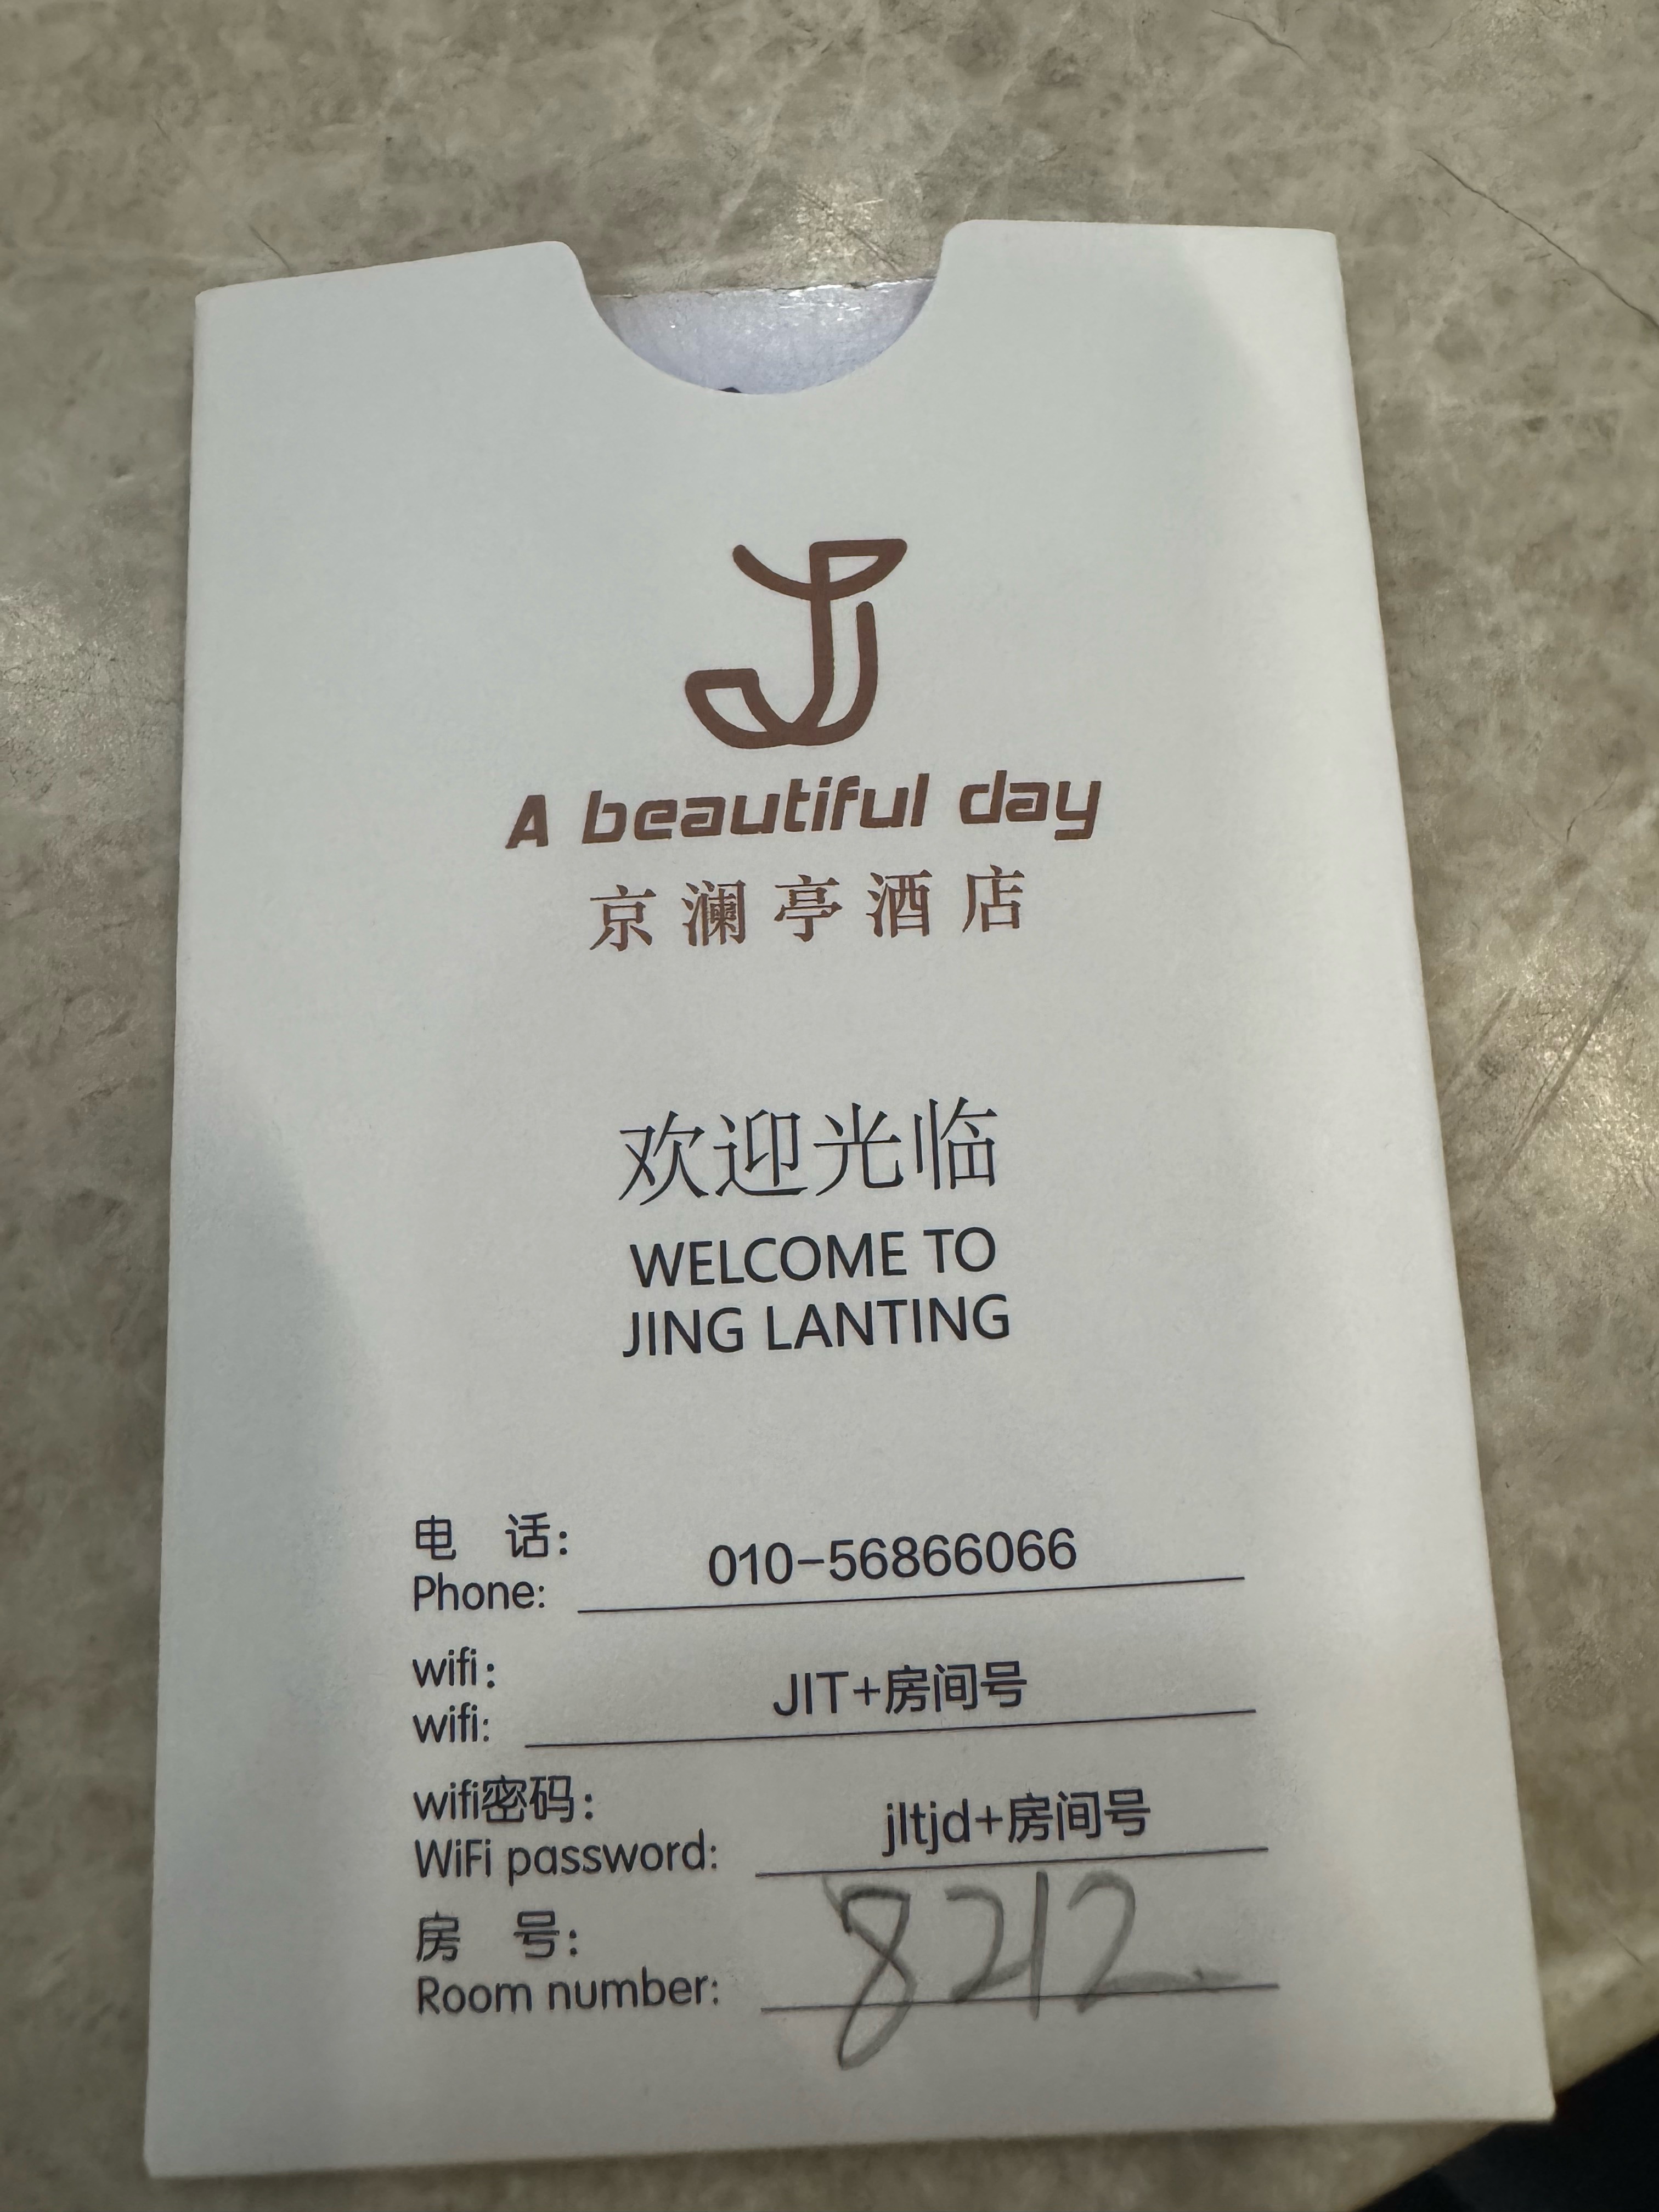 A beautiful day
京澜亭酒店
欢迎光临
WELCOME TO
JING LANTING
电 话：
Phone: 010-56866066
wifi：
wifi: JIT+房间号
wifi密码：
WiFi password: jltjd+房间号
房 号：
Room number: 8212